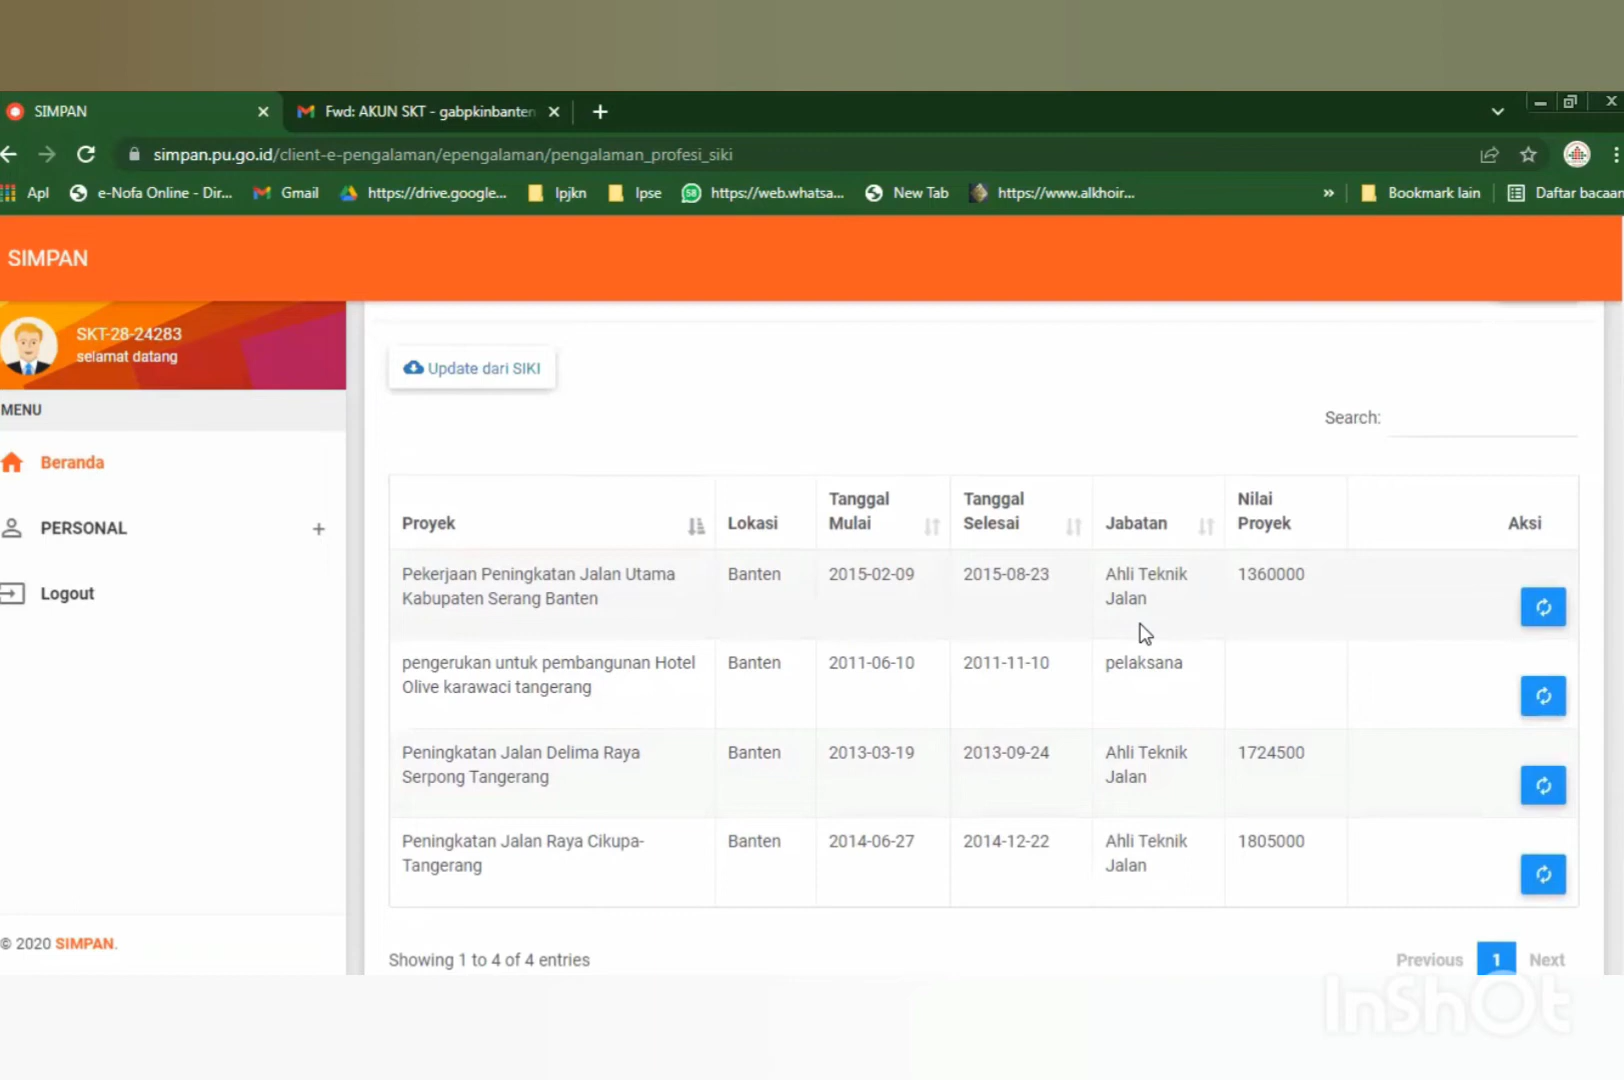 SIMPAN
Fwd: AKUN SKT - gabpkinbanten
simpan.pu.go.id/client-e-pengalaman/epengalaman/pengalaman_profesi_siki
Apl
e-Nofa Online - Dir...
Gmail
https://drive.google...
lpjkn
lpse
58
https://web.whatsa...
New Tab
https://www.alkhoir...
»
Bookmark lain
Daftar bacaan
SIMPAN
SKT-28-24283
selamat datang
MENU
Beranda
PERSONAL
Logout
© 2020 SIMPAN.
Update dari SIKI
Search:
Proyek Lokasi Tanggal Mulai Tanggal Selesai Jabatan Nilai Proyek Aksi
Pekerjaan Peningkatan Jalan Utama Banten 2015-02-09 2015-08-23 Ahli Teknik 1360000
Kabupaten Serang Banten Jalan
pengerukan untuk pembangunan Hotel Banten 2011-06-10 2011-11-10 pelaksana
Olive karawaci tangerang
Peningkatan Jalan Delima Raya Banten 2013-03-19 2013-09-24 Ahli Teknik 1724500
Serpong Tangerang Jalan
Peningkatan Jalan Raya Cikupa- Banten 2014-06-27 2014-12-22 Ahli Teknik 1805000
Tangerang Jalan
Showing 1 to 4 of 4 entries
Previous 1 Next
InShOt